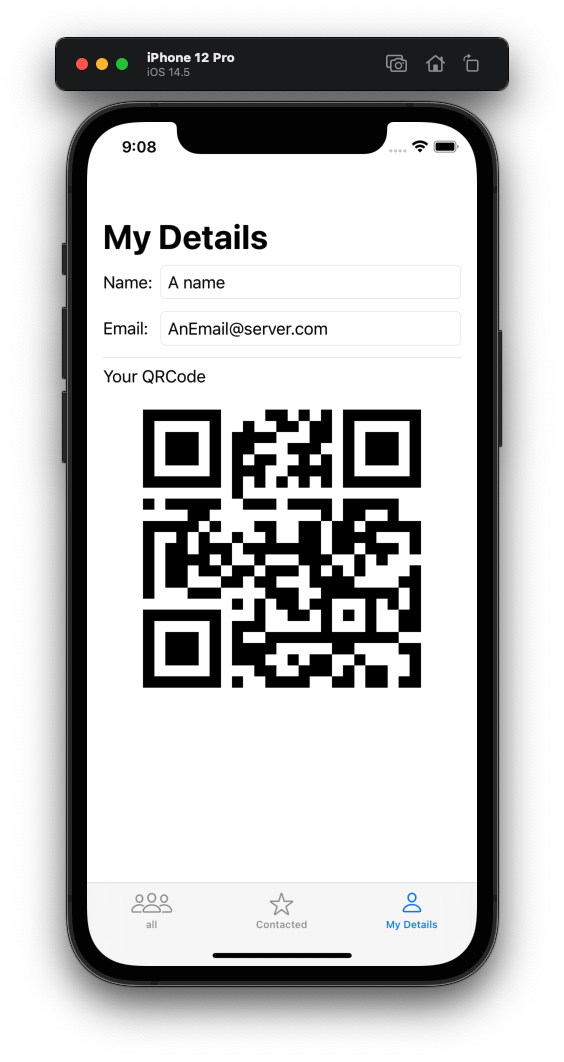 iPhone 12 Pro
iOS 14.5
9:08
My Details
Name: A name
Email: AnEmail@server.com
Your QRCode
all
Contacted
My Details